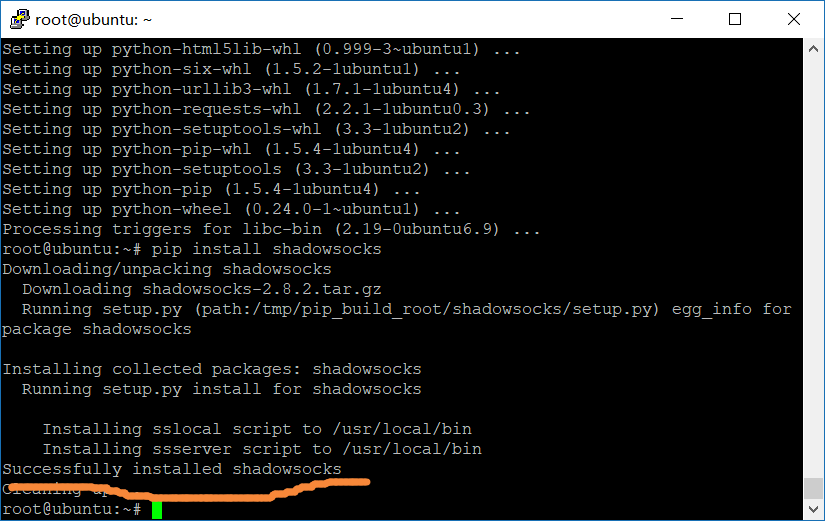 root@ubuntu: ~
Setting up python-html5lib-whl (0.999-3~ubuntu1) ...
Setting up python-six-whl (1.5.2-1ubuntu1) ...
Setting up python-urllib3-whl (1.7.1-1ubuntu4) ...
Setting up python-requests-whl (2.2.1-1ubuntu0.3) ...
Setting up python-setuptools-whl (3.3-1ubuntu2) ...
Setting up python-pip-whl (1.5.4-1ubuntu4) ...
Setting up python-setuptools (3.3-1ubuntu2) ...
Setting up python-pip (1.5.4-1ubuntu4) ...
Setting up python-wheel (0.24.0-1~ubuntu1) ...
Processing triggers for libc-bin (2.19-0ubuntu6.9) ...
root@ubuntu:~# pip install shadowsocks
Downloading/unpacking shadowsocks
  Downloading shadowsocks-2.8.2.tar.gz
  Running setup.py (path:/tmp/pip_build_root/shadowsocks/setup.py) egg_info for
package shadowsocks
Installing collected packages: shadowsocks
  Running setup.py install for shadowsocks
    Installing sslocal script to /usr/local/bin
    Installing ssserver script to /usr/local/bin
Successfully installed shadowsocks
Cleaning up
root@ubuntu:~#